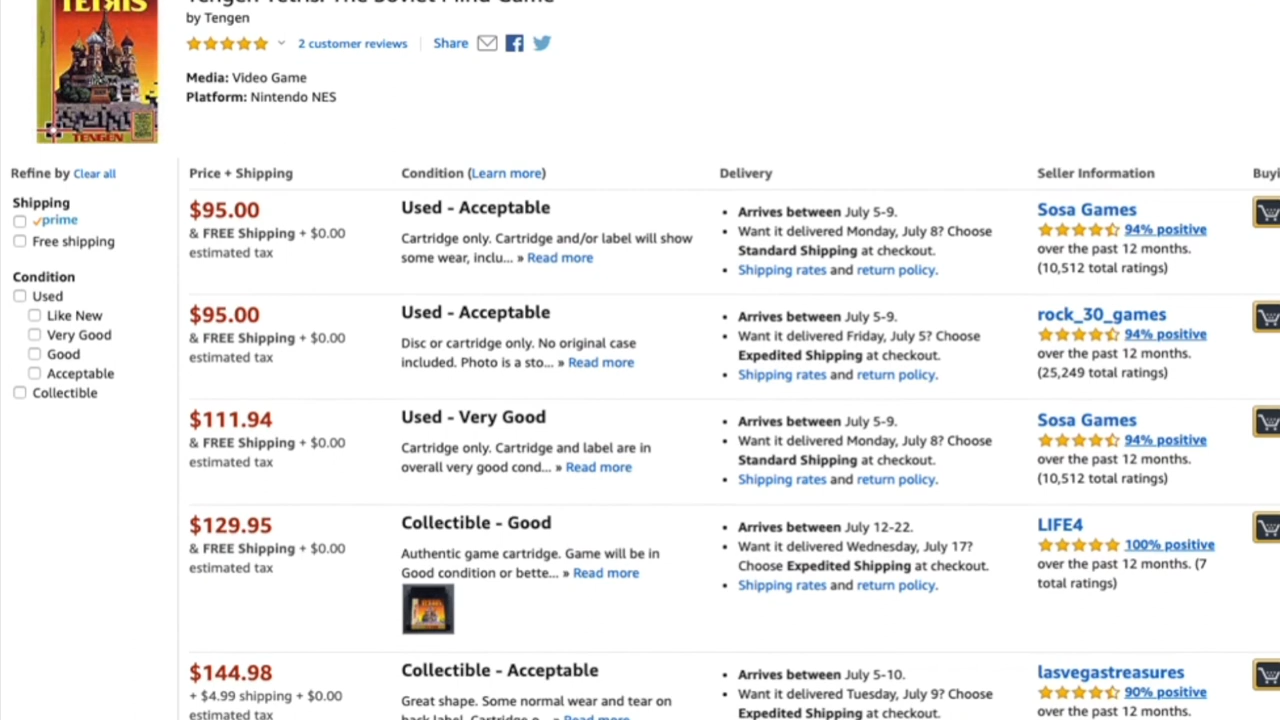 TETRIS
TENGEN
Tengen Tetris: The Soviet Mind Game
by Tengen
2 customer reviews
Share
Media: Video Game
Platform: Nintendo NES
Refine by Clear all
Shipping
prime
Free shipping
Condition
Used
Like New
Very Good
Good
Acceptable
Collectible
Price + Shipping Condition (Learn more) Delivery Seller Information Buyi
$95.00
& FREE Shipping + $0.00
estimated tax
Used - Acceptable
Cartridge only. Cartridge and/or label will show
some wear, inclu... » Read more
• Arrives between July 5-9.
• Want it delivered Monday, July 8? Choose
Standard Shipping at checkout.
• Shipping rates and return policy.
Sosa Games
94% positive
over the past 12 months.
(10,512 total ratings)
$95.00
& FREE Shipping + $0.00
estimated tax
Used - Acceptable
Disc or cartridge only. No original case
included. Photo is a sto... » Read more
• Arrives between July 5-9.
• Want it delivered Friday, July 5? Choose
Expedited Shipping at checkout.
• Shipping rates and return policy.
rock_30_games
94% positive
over the past 12 months.
(25,249 total ratings)
$111.94
& FREE Shipping + $0.00
estimated tax
Used - Very Good
Cartridge only. Cartridge and label are in
overall very good cond... » Read more
• Arrives between July 5-9.
• Want it delivered Monday, July 8? Choose
Standard Shipping at checkout.
• Shipping rates and return policy.
Sosa Games
94% positive
over the past 12 months.
(10,512 total ratings)
$129.95
& FREE Shipping + $0.00
estimated tax
Collectible - Good
Authentic game cartridge. Game will be in
Good condition or bette... » Read more
• Arrives between July 12-22.
• Want it delivered Wednesday, July 17?
Choose Expedited Shipping at checkout.
• Shipping rates and return policy.
LIFE4
100% positive
over the past 12 months. (7
total ratings)
$144.98
+ $4.99 shipping + $0.00
estimated tax
Collectible - Acceptable
Great shape. Some normal wear and tear on
back label. Cartridge o... » Read more
• Arrives between July 5-10.
• Want it delivered Tuesday, July 9? Choose
Expedited Shipping at checkout.
lasvegastreasures
90% positive
over the past 12 months.